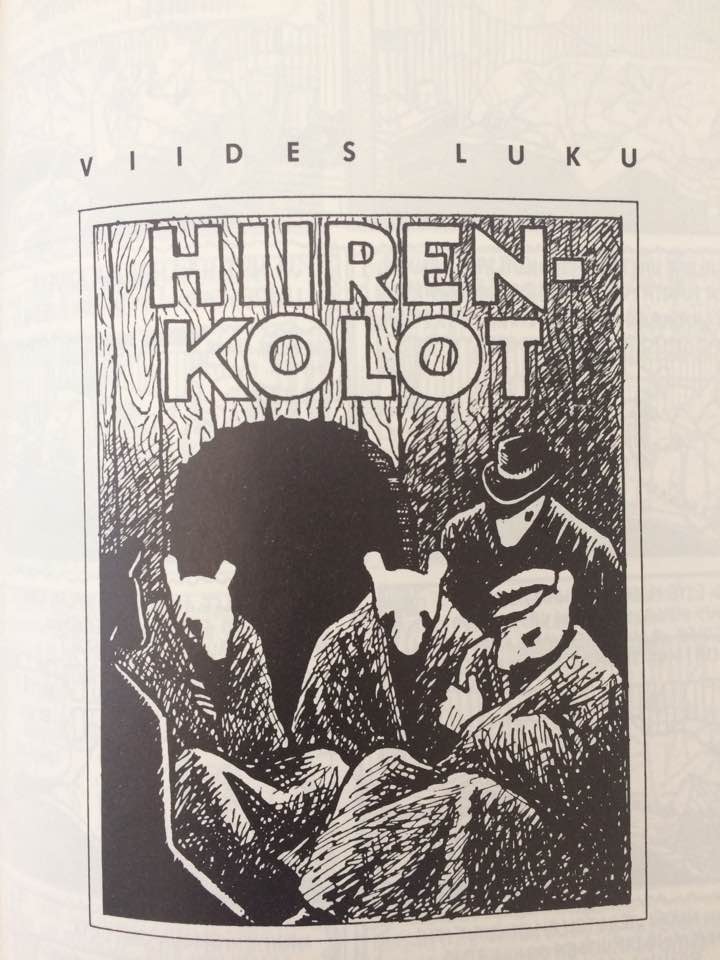 VIIDES LUKU
HIIREN-
KOLOT